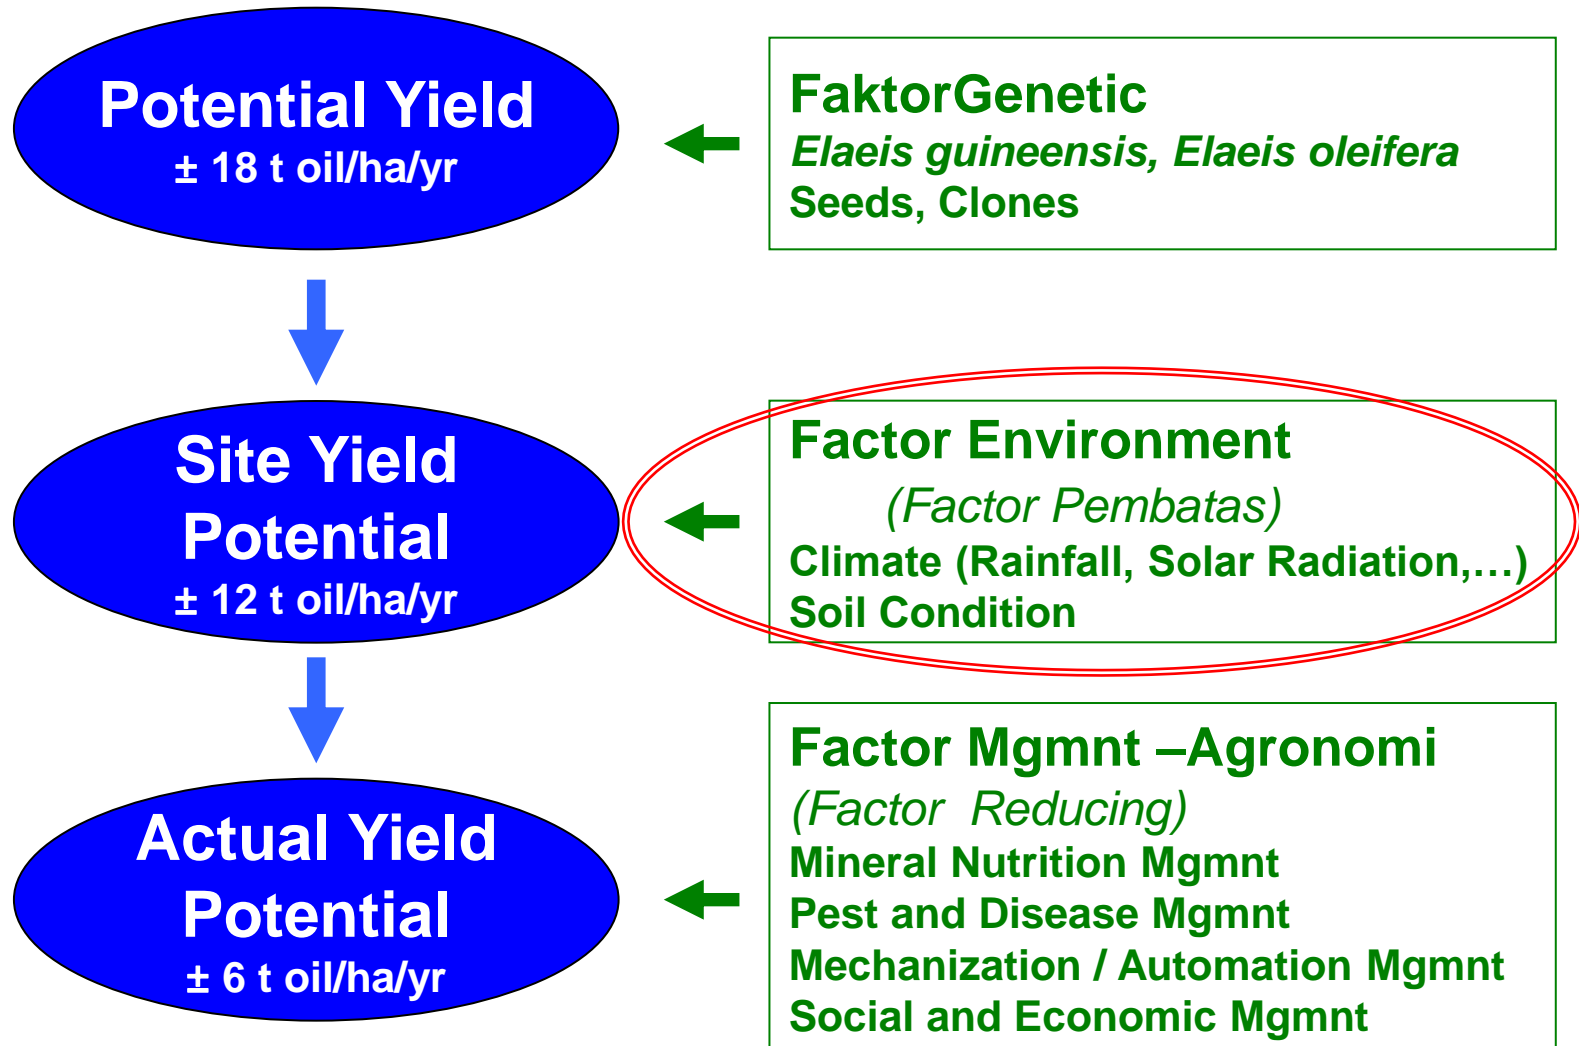 Potential Yield
± 18 t oil/ha/yr
FaktorGenetic
Elaeis guineensis, Elaeis oleifera
Seeds, Clones
Site Yield
Potential
± 12 t oil/ha/yr
Factor Environment
(Factor Pembatas)
Climate (Rainfall, Solar Radiation,…)
Soil Condition
Actual Yield
Potential
± 6 t oil/ha/yr
Factor Mgmnt –Agronomi
(Factor Reducing)
Mineral Nutrition Mgmnt
Pest and Disease Mgmnt
Mechanization / Automation Mgmnt
Social and Economic Mgmnt